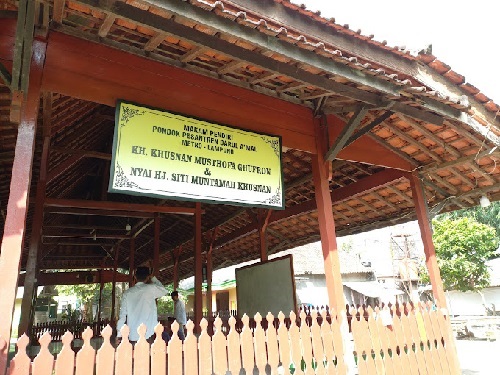 MAKAM PENDIRI
PONDOK PESANTREN DARUL A'MAL
METRO - LAMPUNG
KH. KHUSNAN MUSTHOFA GHUFRON
&
NYAI HJ. SITI MUNTAMAH KHUSNAN